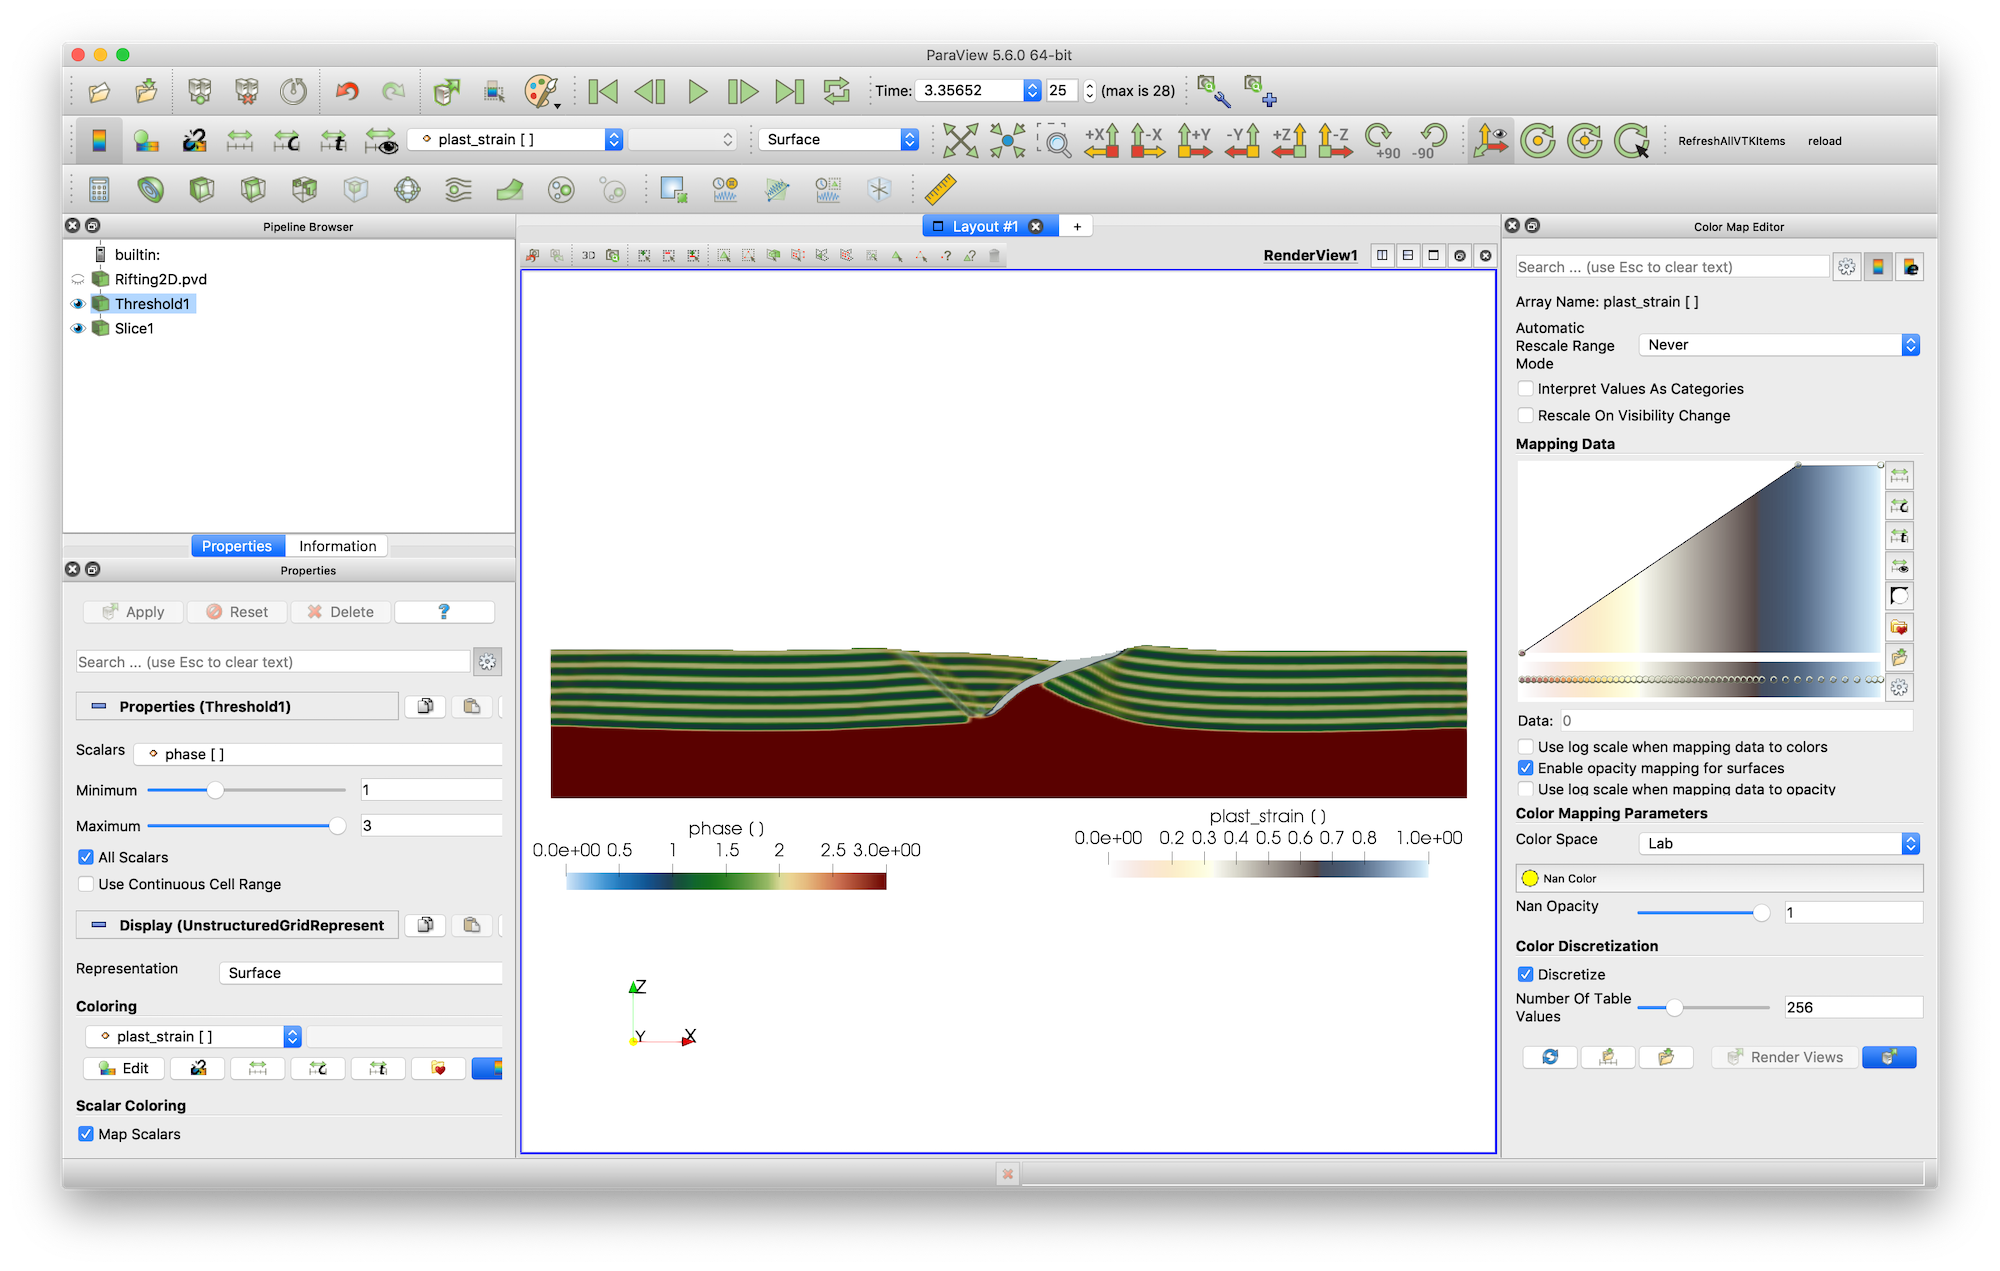 ParaView 5.6.0 64-bit
Time: 3.35652 25 (max is 28)
plast_strain [ ] Surface +X -X +Y -Y +Z -Z +90 -90 RefreshAllVTKItems reload
Pipeline Browser
builtin:
Rifting2D.pvd
Threshold1
Slice1
Properties Information
Properties
Apply Reset Delete ?
Search ... (use Esc to clear text)
Properties (Threshold1)
Scalars phase [ ]
Minimum 1
Maximum 3
All Scalars
Use Continuous Cell Range
Display (UnstructuredGridRepresent
Representation Surface
Coloring
plast_strain [ ]
Edit
Scalar Coloring
Map Scalars
Layout #1 +
3D RenderView1
phase ( )
0.0e+00 0.5 1 1.5 2 2.5 3.0e+00
plast_strain ( )
0.0e+00 0.2 0.3 0.4 0.5 0.6 0.7 0.8 1.0e+00
Z
Y X
Color Map Editor
Search ... (use Esc to clear text)
Array Name: plast_strain [ ]
Automatic
Rescale Range
Mode
Never
Interpret Values As Categories
Rescale On Visibility Change
Mapping Data
Data: 0
Use log scale when mapping data to colors
Enable opacity mapping for surfaces
Use log scale when mapping data to opacity
Color Mapping Parameters
Color Space Lab
Nan Color
Nan Opacity 1
Color Discretization
Discretize
Number Of Table
Values
256
Render Views